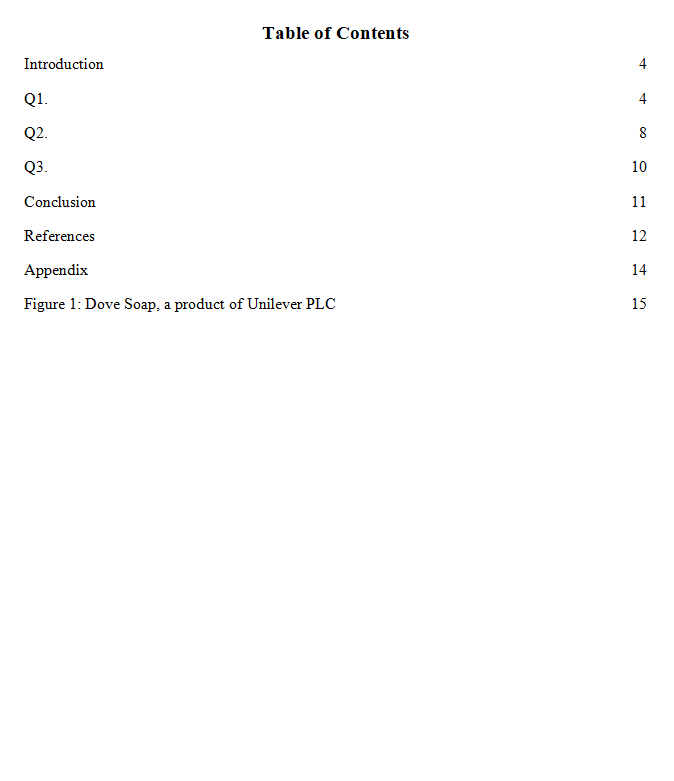 Table of Contents
Introduction 4
Q1. 4
Q2. 8
Q3. 10
Conclusion 11
References 12
Appendix 14
Figure 1: Dove Soap, a product of Unilever PLC 15